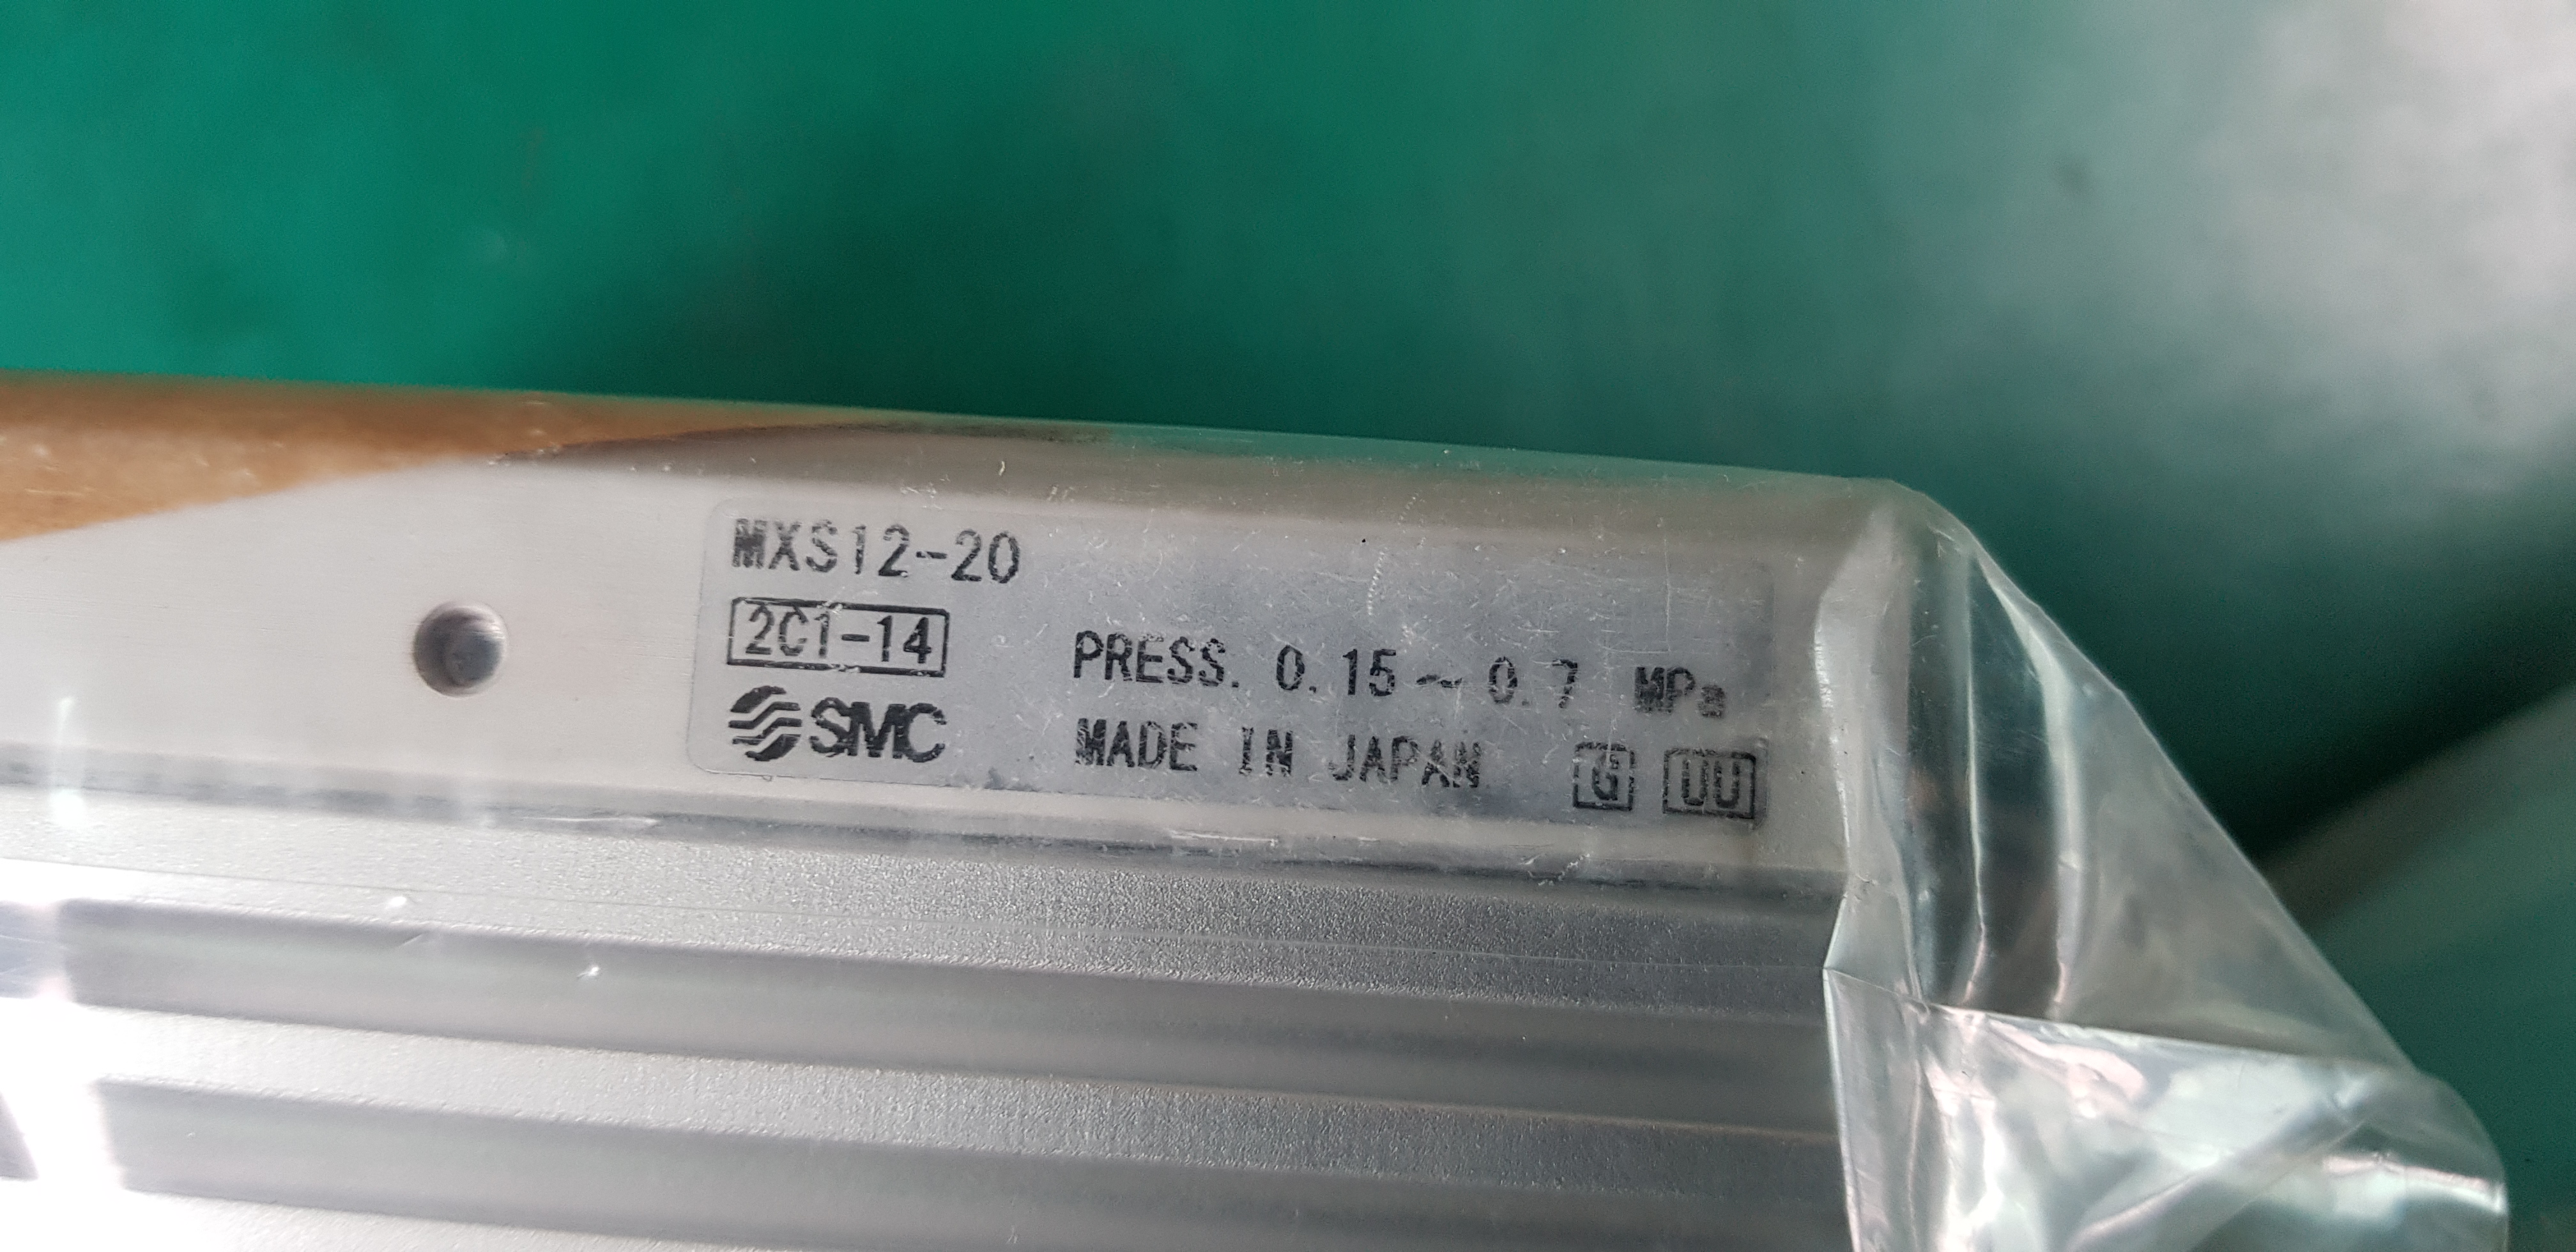 MXS12-20
2C1-14
PRESS. 0.15~0.7 MPa
SMC
MADE IN JAPAN G UU